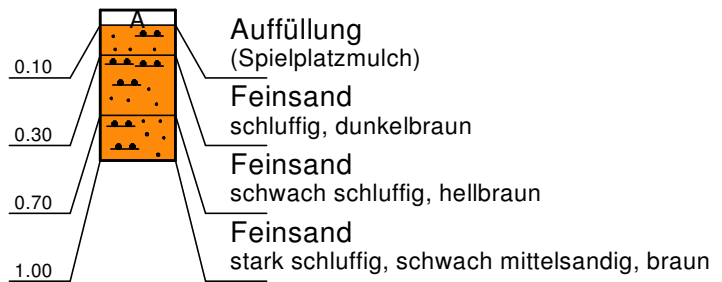 A
Auffüllung
0.10 (Spielplatzmulch)
Feinsand
0.30 schluffig, dunkelbraun
Feinsand
0.70 schwach schluffig, hellbraun
Feinsand
1.00 stark schluffig, schwach mittelsandig, braun